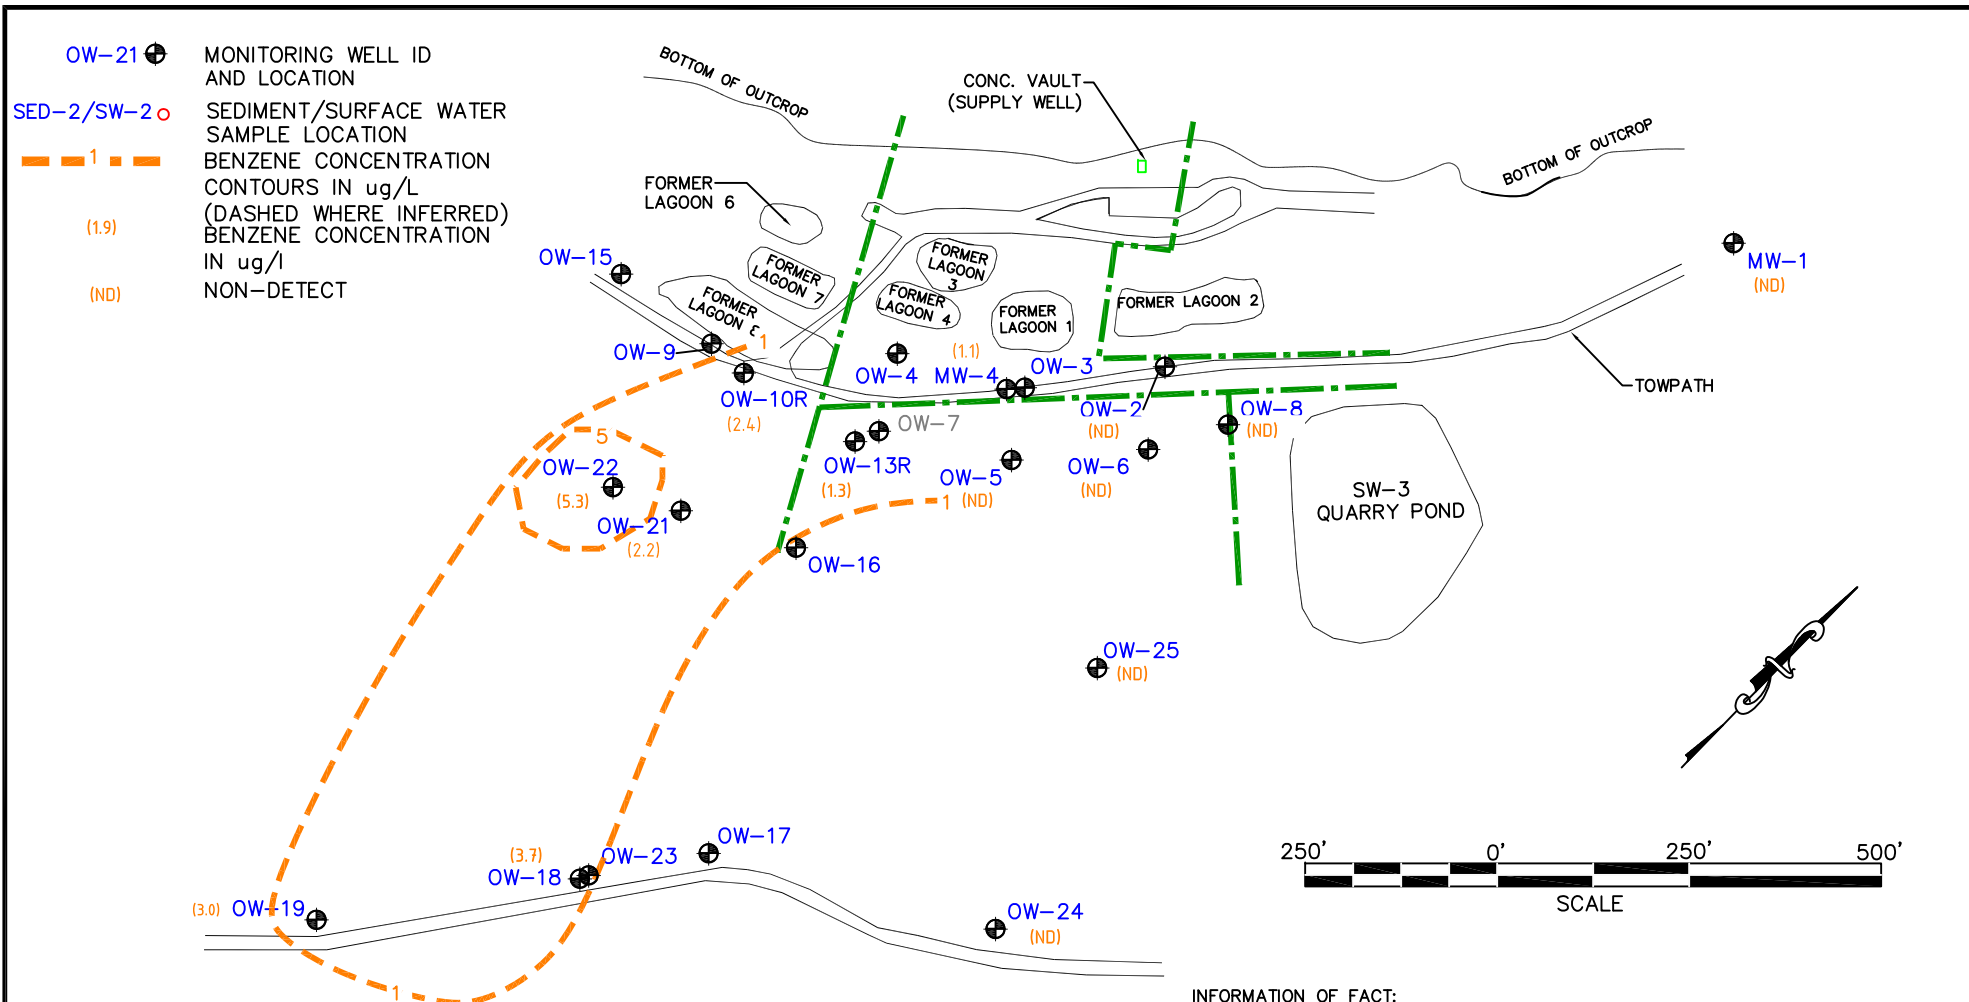 OW-21
MONITORING WELL ID
AND LOCATION
SED-2/SW-2
SEDIMENT/SURFACE WATER
SAMPLE LOCATION
1
BENZENE CONCENTRATION
CONTOURS IN ug/L
(DASHED WHERE INFERRED)
(1.9)
BENZENE CONCENTRATION
IN ug/l
(ND)
NON-DETECT
BOTTOM OF OUTCROP
CONC. VAULT
(SUPPLY WELL)
BOTTOM OF OUTCROP
FORMER
LAGOON 6
FORMER
LAGOON 7
FORMER
LAGOON
3
FORMER
LAGOON 4
FORMER
LAGOON 1
FORMER LAGOON 2
FORMER
LAGOON
OW-15
MW-1
(ND)
OW-9
1
OW-10R
(2.4)
OW-4
(1.1)
MW-4
OW-3
OW-2
(ND)
OW-8
(ND)
TOWPATH
OW-7
OW-13R
(1.3)
OW-5
(ND)
OW-6
(ND)
5
OW-22
(5.3)
OW-21
(2.2)
1
OW-16
SW-3
QUARRY POND
OW-25
(ND)
OW-17
(3.7)
OW-23
OW-18
(3.0)
OW-19
OW-24
(ND)
1
250'
0'
250'
500'
SCALE
INFORMATION OF FACT: